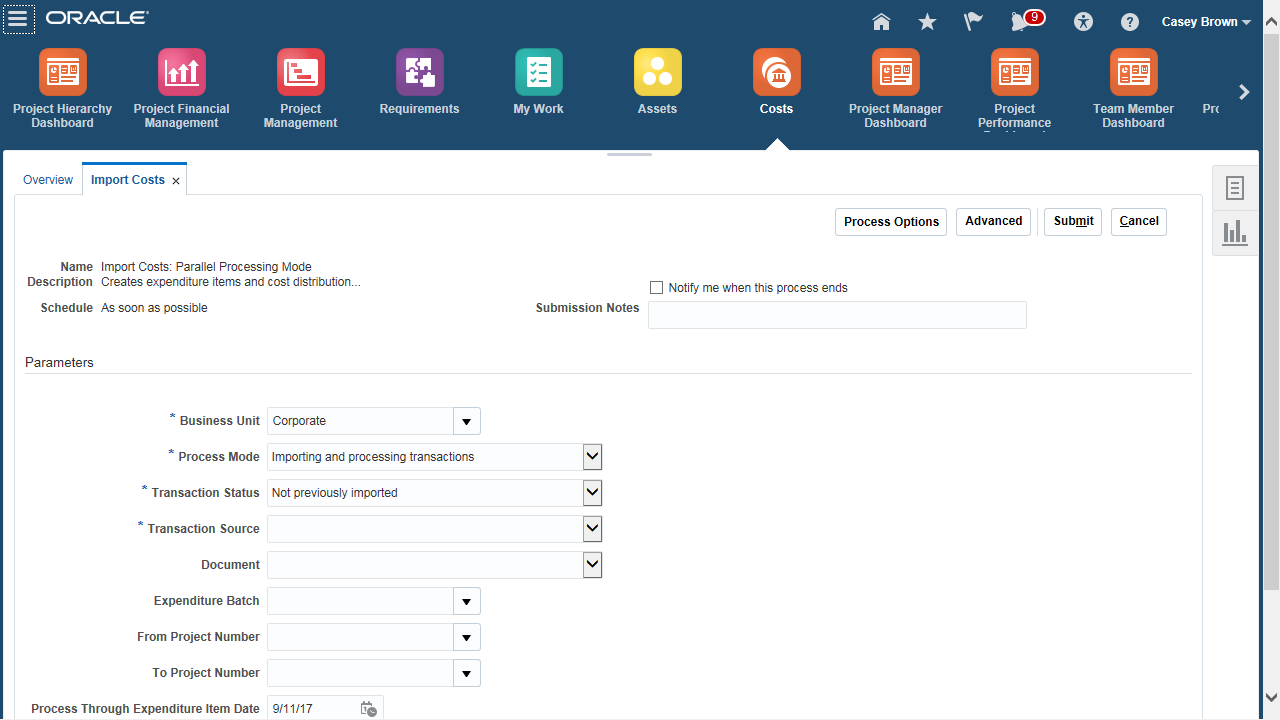 ORACLE
9
Casey Brown
Project Hierarchy Dashboard
Project Financial Management
Project Management
Requirements
My Work
Assets
Costs
Project Manager Dashboard
Project Performance
Team Member Dashboard
Overview
Import Costs x
Process Options
Advanced
Submit
Cancel
Name Import Costs: Parallel Processing Mode
Description Creates expenditure items and cost distribution...
Notify me when this process ends
Schedule As soon as possible
Submission Notes
Parameters
* Business Unit Corporate
* Process Mode Importing and processing transactions
* Transaction Status Not previously imported
* Transaction Source
Document
Expenditure Batch
From Project Number
To Project Number
Process Through Expenditure Item Date 9/11/17